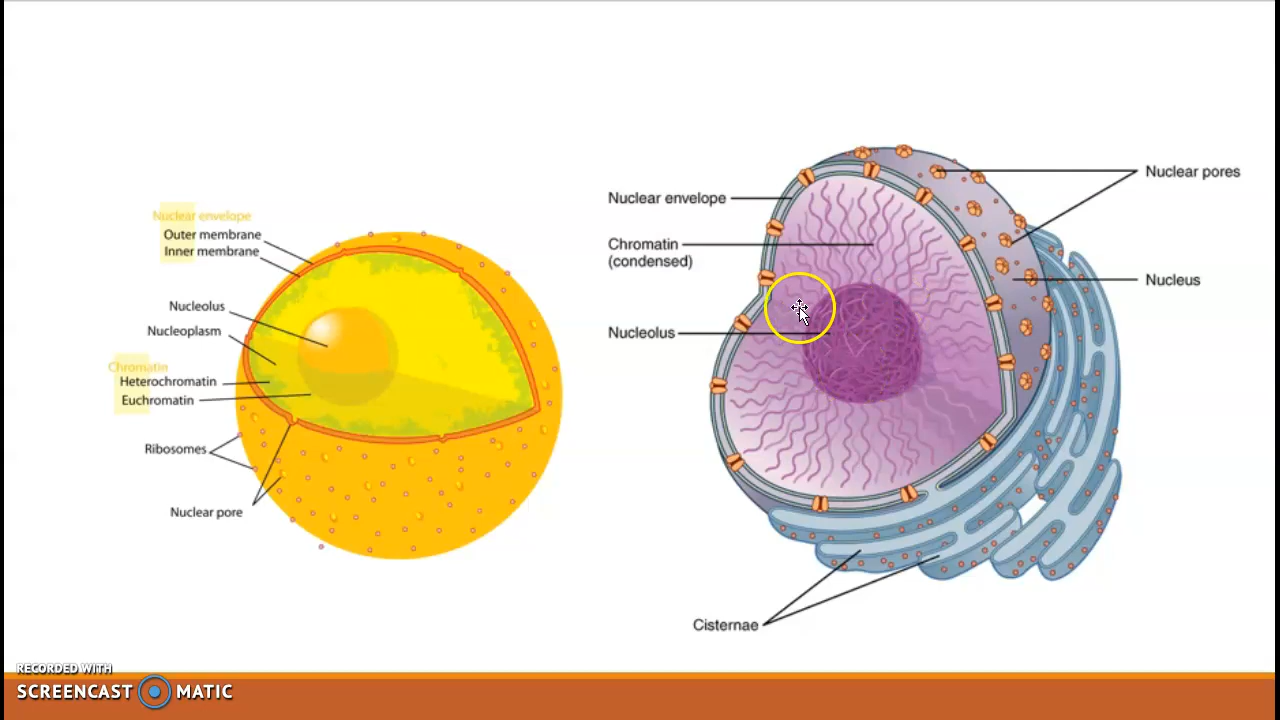 Nuclear envelope
Outer membrane
Inner membrane
Nucleolus
Nucleoplasm
Chromatin
Heterochromatin
Euchromatin
Ribosomes
Nuclear pore
Nuclear envelope
Chromatin
(condensed)
Nucleolus
Nuclear pores
Nucleus
Cisternae
RECORDED WITH
SCREENCAST MATIC